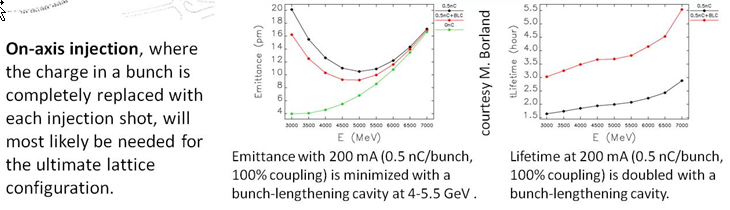 On-axis injection, where
the charge in a bunch is
completely replaced with
each injection shot, will
most likely be needed for
the ultimate lattice
configuration.
0.5nC
0.5nC+BLC
0nC
Emittance (pm)
20
18
16
14
12
10
8
6
4
3000 3500 4000 4500 5000 5500 6000 6500 7000
E (MeV)
Emittance with 200 mA (0.5 nC/bunch,
100% coupling) is minimized with a
bunch-lengthening cavity at 4-5.5 GeV .
courtesy M. Borland
0.5nC
0.5nC+BLC
tLifetime (hour)
5.5
5.0
4.5
4.0
3.5
3.0
2.5
2.0
1.5
3000 3500 4000 4500 5000 5500 6000 6500 7000
E (MeV)
Lifetime at 200 mA (0.5 nC/bunch,
100% coupling) is doubled with a
bunch-lengthening cavity.